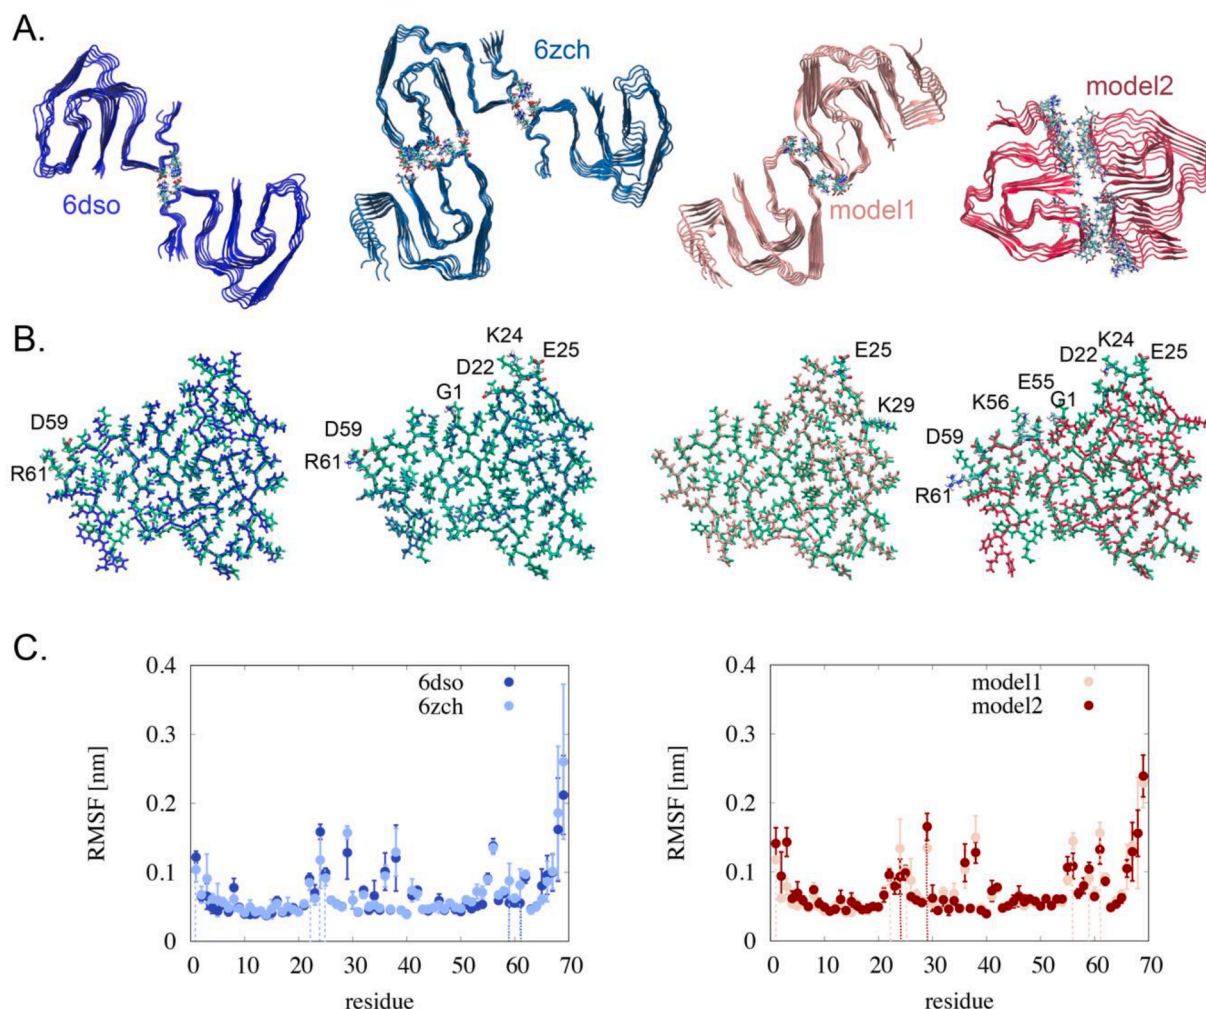 A.
6dso
6zch
model1
model2
B.
D59
R61
K24
D22
E25
G1
D59
R61
E25
K29
K24
D22
E25
E55
G1
K56
D59
R61
C.
0.4
0.3
0.2
0.1
0
RMSF [nm]
6dso
6zch
0 10 20 30 40 50 60 70
residue
0.4
0.3
0.2
0.1
0
RMSF [nm]
model1
model2
0 10 20 30 40 50 60 70
residue